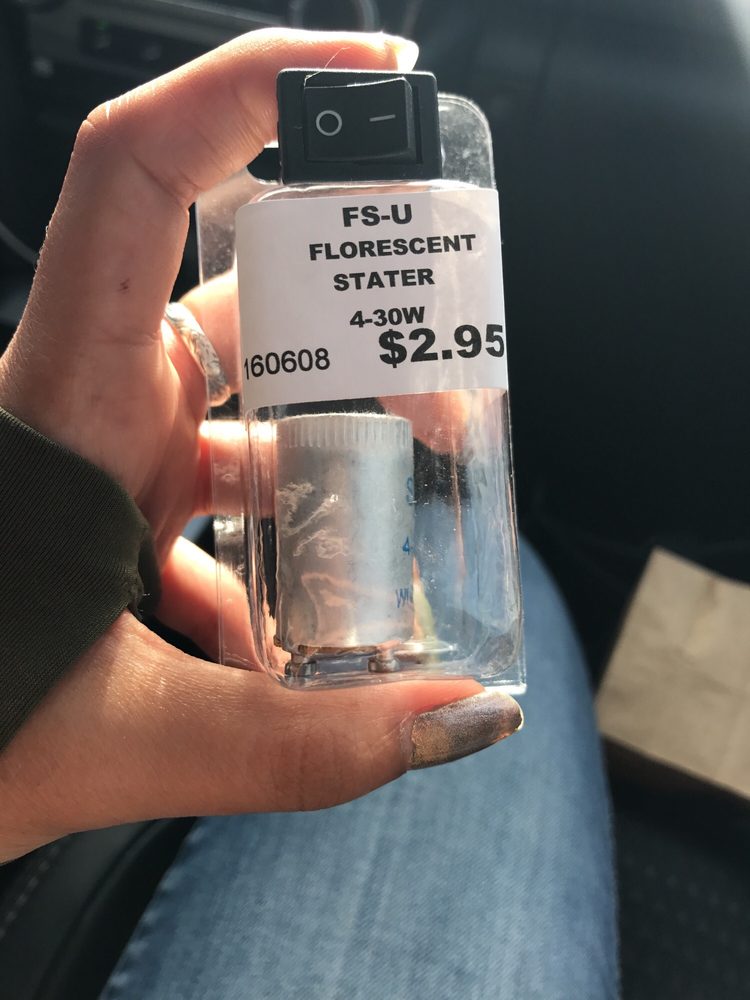 FS-U
FLORESCENT
STATER
4-30W
160608 $2.95